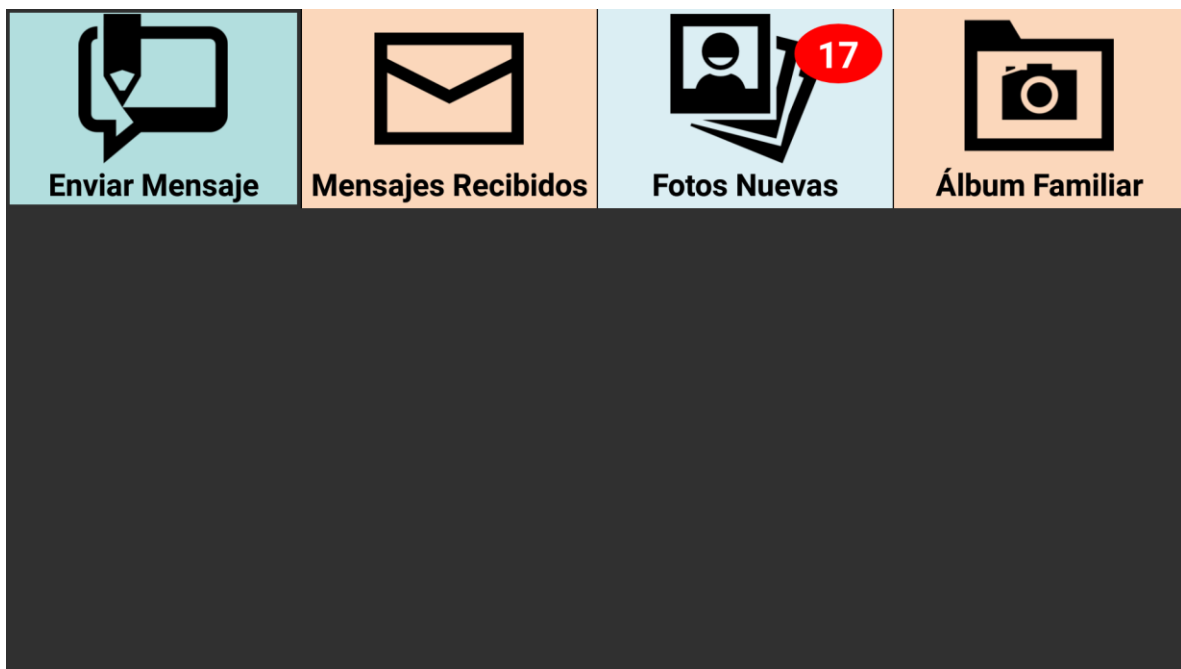 17
Enviar Mensaje
Mensajes Recibidos
Fotos Nuevas
Álbum Familiar